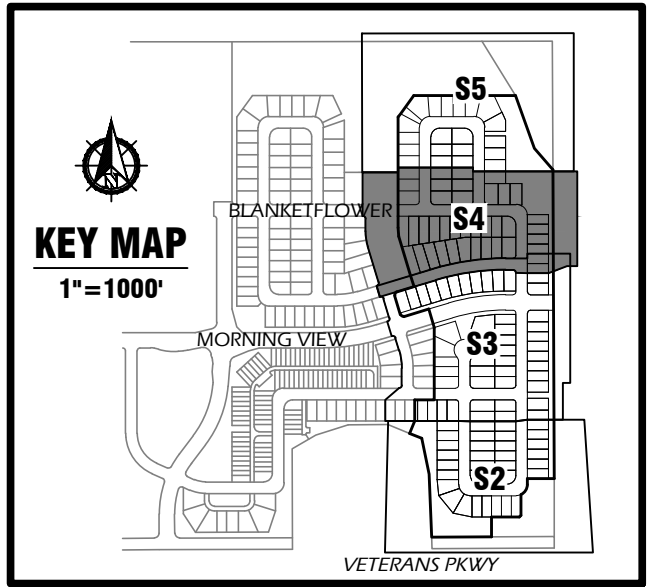 S5
N
BLANKETFLOWER
S4
KEY MAP
1"=1000'
MORNING VIEW
S3
S2
VETERANS PKWY